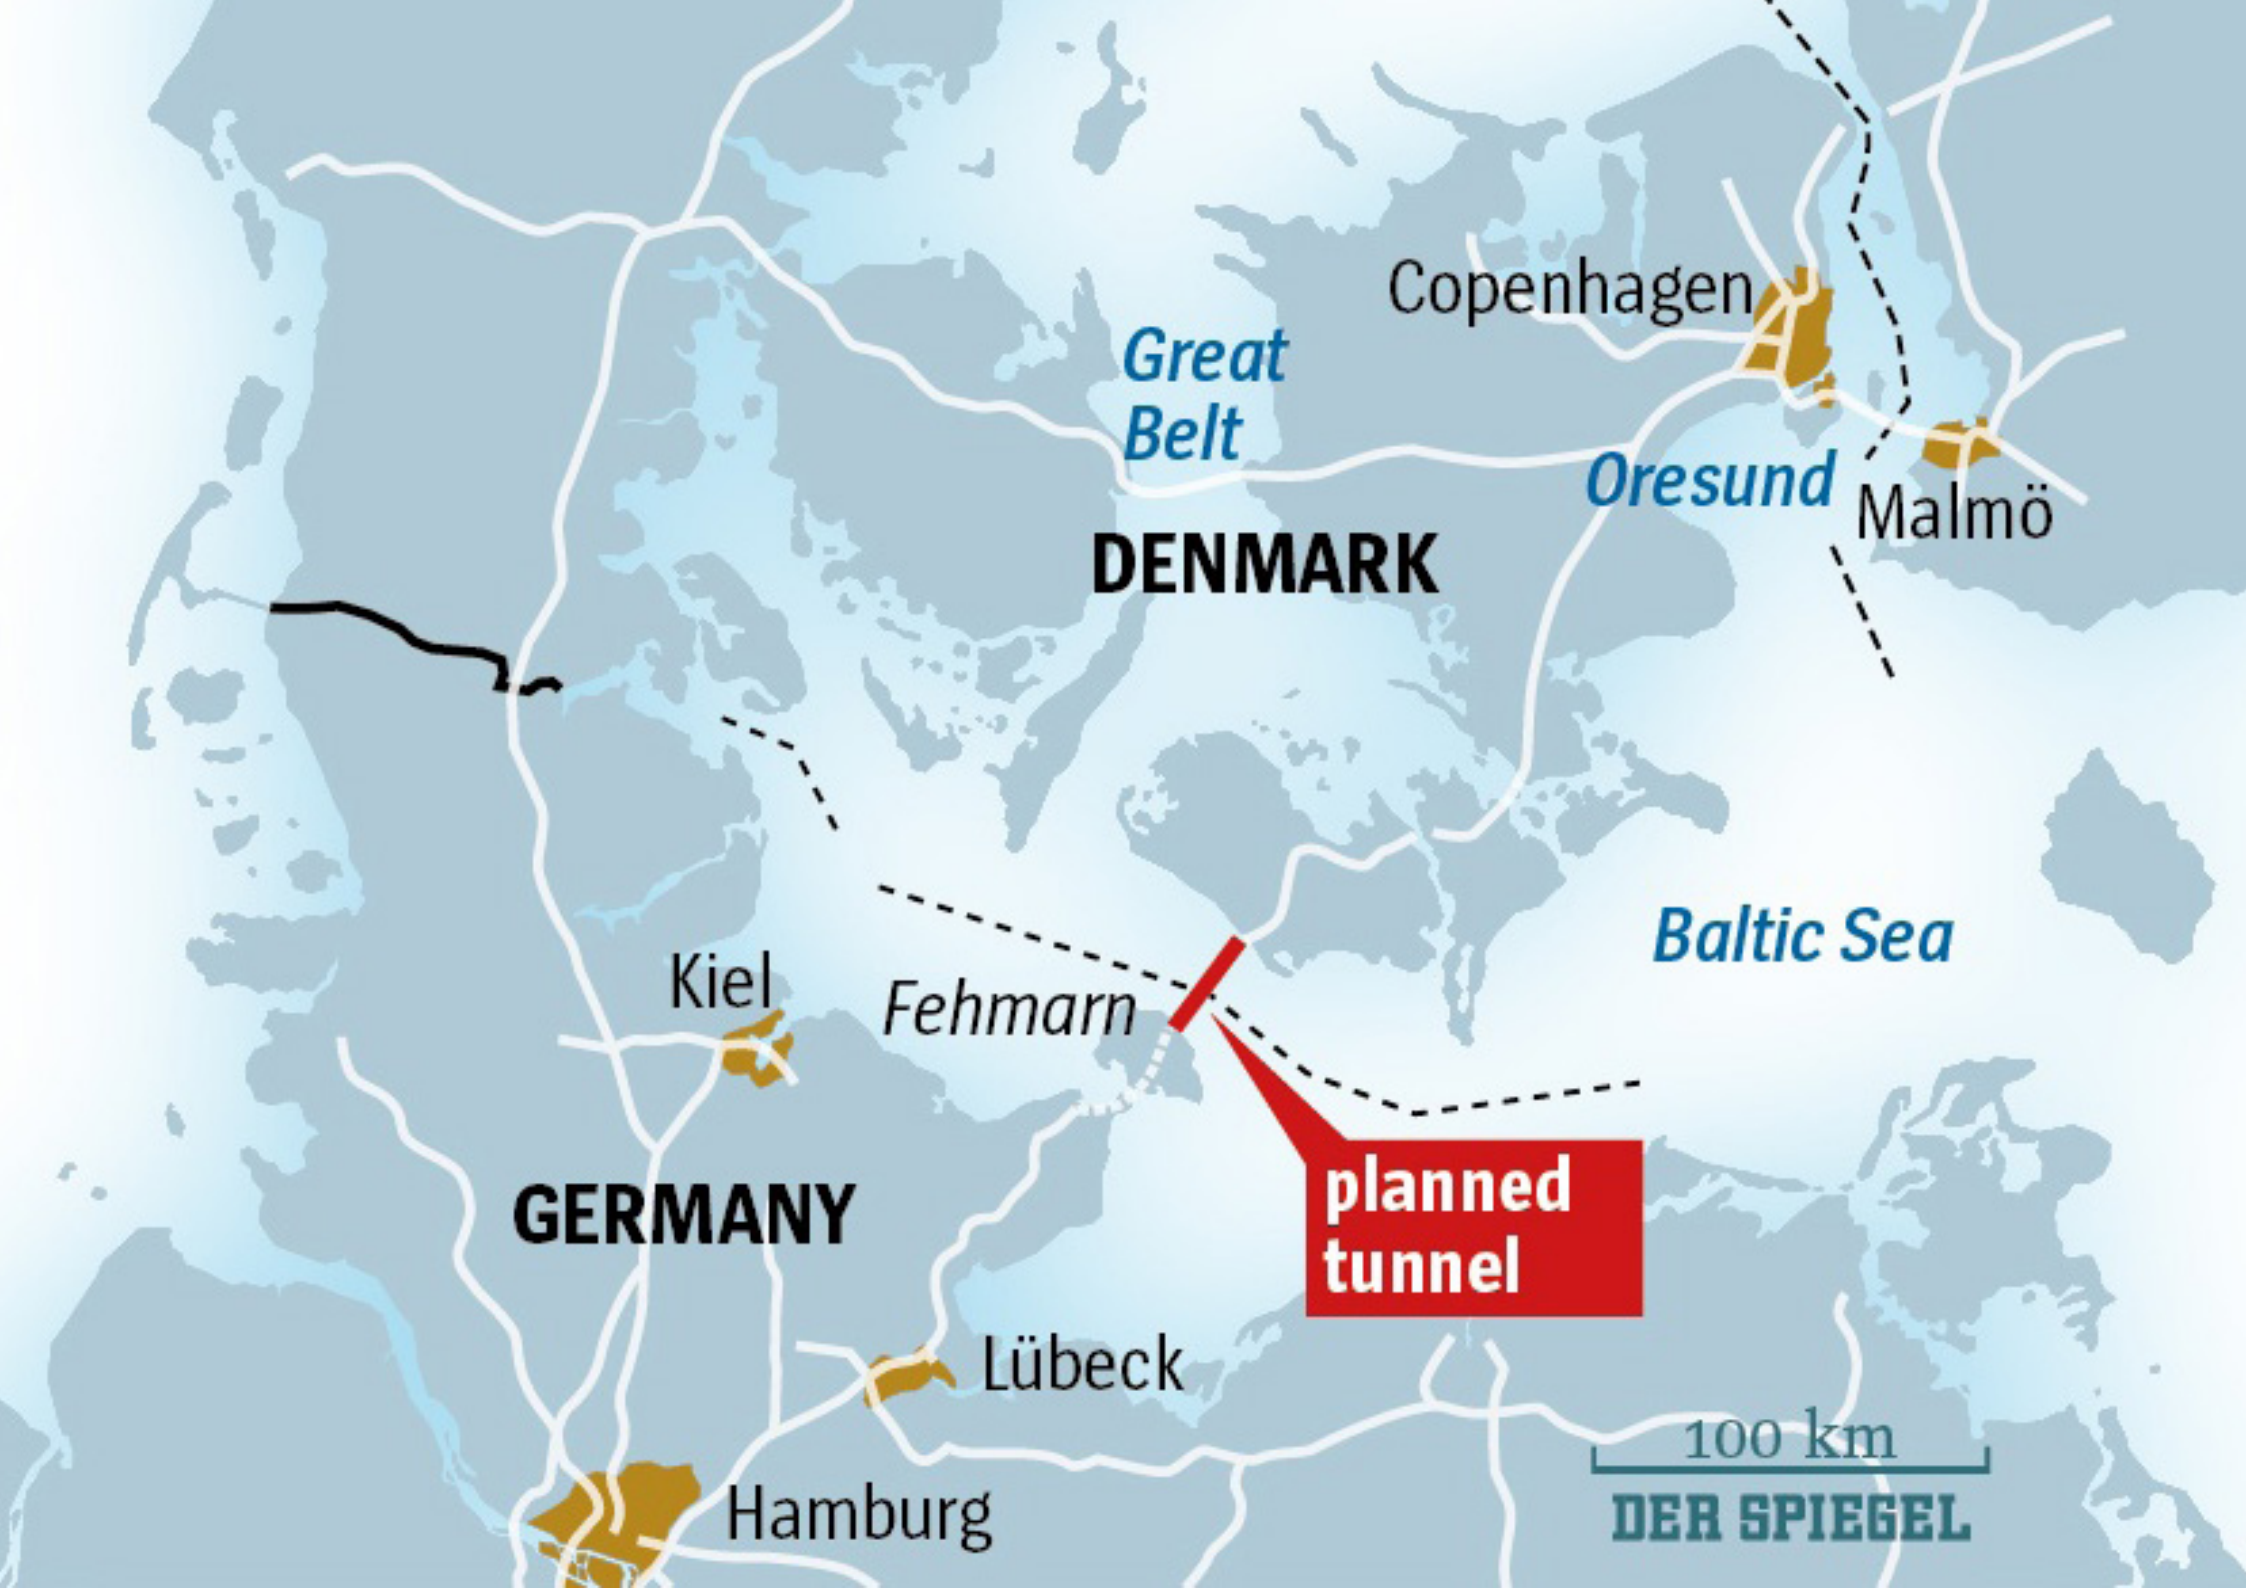 Copenhagen
Great
Belt
Oresund
Malmö
DENMARK
Baltic Sea
Kiel
Fehmarn
planned
tunnel
GERMANY
Lübeck
Hamburg
100 km
DER SPIEGEL